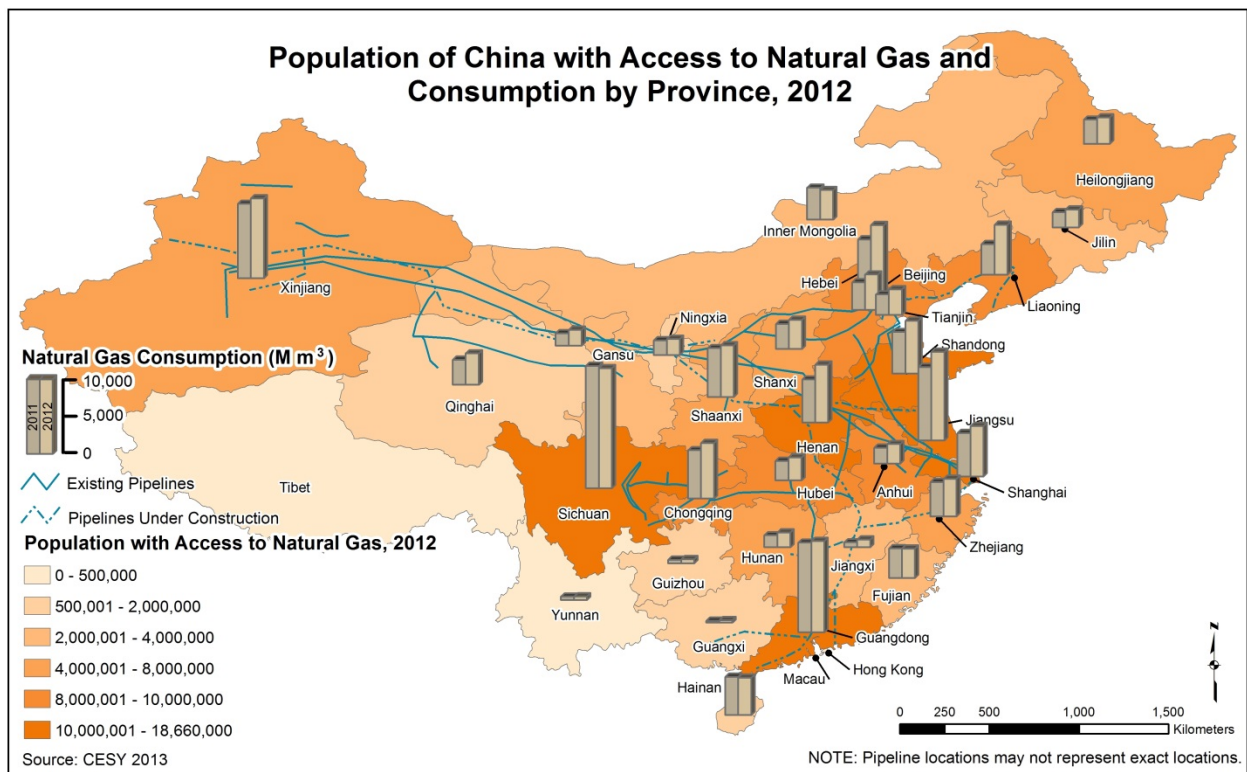 Population of China with Access to Natural Gas and
Consumption by Province, 2012
Heilongjiang
Inner Mongolia
Jilin
Xinjiang
Hebei
Beijing
Liaoning
Ningxia
Tianjin
Gansu
Shandong
Natural Gas Consumption (M m³)
2011
2012
10,000
5,000
0
Qinghai
Shanxi
Shaanxi
Jiangsu
Henan
Existing Pipelines
Tibet
Hubei
Anhui
Shanghai
Sichuan
Chongqing
Pipelines Under Construction
Zhejiang
Population with Access to Natural Gas, 2012
Hunan
Jiangxi
0 - 500,000
Guizhou
Fujian
500,001 - 2,000,000
Yunnan
2,000,001 - 4,000,000
Guangxi
Guangdong
4,000,001 - 8,000,000
Hong Kong
Macau
8,000,001 - 10,000,000
Hainan
10,000,001 - 18,660,000
N
0 250 500 1,000 1,500
Kilometers
Source: CESY 2013
NOTE: Pipeline locations may not represent exact locations.